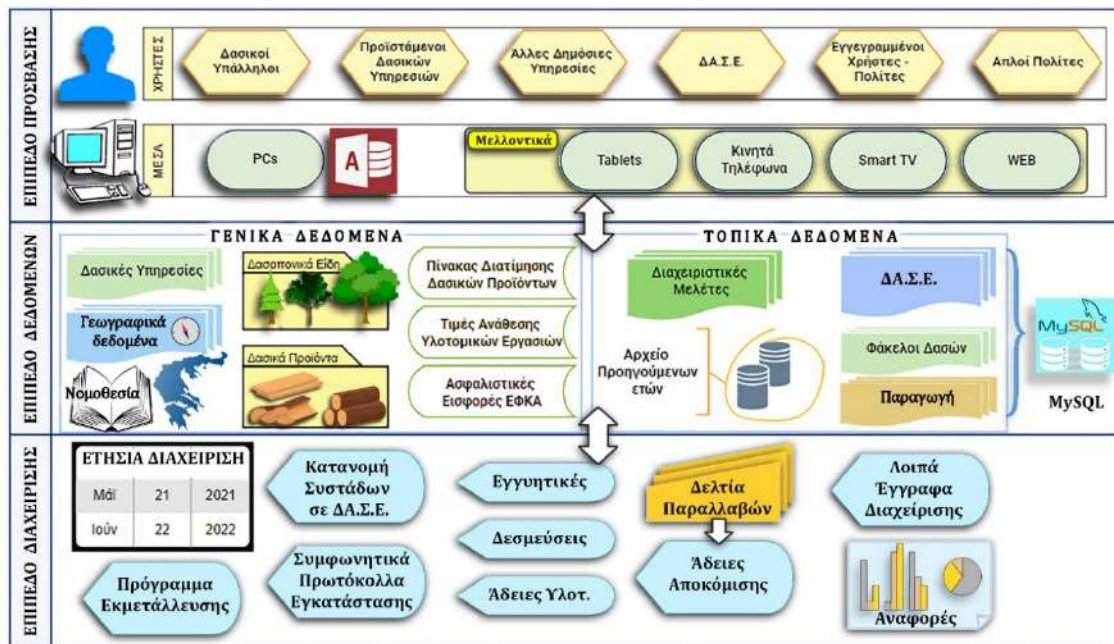 ΕΠΙΠΕΔΟ ΠΡΟΣΒΑΣΗΣ
ΧΡΗΣΤΕΣ
Δασικοί
Υπάλληλοι
Προϊστάμενοι
Δασικών
Υπηρεσιών
Άλλες Δημόσιες
Υπηρεσίες
ΔΑ.Σ.Ε.
Εγγεγραμμένοι
Χρήστες -
Πολίτες
Απλοί Πολίτες
ΜΕΣΑ
PCs
A
Μελλοντικά
Tablets
Κινητά
Τηλέφωνα
Smart TV
WEB
ΕΠΙΠΕΔΟ ΔΕΔΟΜΕΝΩΝ
ΓΕΝΙΚΑ ΔΕΔΟΜΕΝΑ
Δασικές Υπηρεσίες
Γεωγραφικά
δεδομένα
Νομοθεσία
Δασοπονικά Είδη
Δασικά Προϊόντα
Πίνακας Διατίμησης
Δασικών Προϊόντων
Τιμές Ανάθεσης
Υλοτομικών Εργασιών
Ασφαλιστικές
Εισφορές ΕΦΚΑ
ΤΟΠΙΚΑ ΔΕΔΟΜΕΝΑ
Διαχειριστικές
Μελέτες
Αρχείο
Προηγούμενων
ετών
ΔΑ.Σ.Ε.
Φάκελοι Δασών
Παραγωγή
MySQL
MySQL
ΕΠΙΠΕΔΟ ΔΙΑΧΕΙΡΙΣΗΣ
ΕΤΗΣΙΑ ΔΙΑΧΕΙΡΙΣΗ
Μάϊ 21 2021
Ιούν 22 2022
Πρόγραμμα
Εκμετάλλευσης
Κατανομή
Συστάδων
σε ΔΑ.Σ.Ε.
Συμφωνητικά
Πρωτόκολλα
Εγκατάστασης
Εγγυητικές
Δεσμεύσεις
Άδειες Υλοτ.
Δελτία
Παραλλαβών
Άδειες
Αποκόμισης
Λοιπά
Έγγραφα
Διαχείρισης
Αναφορές